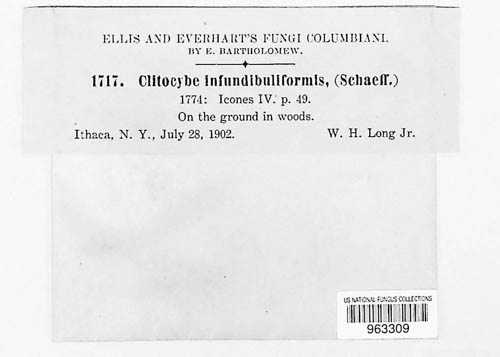 ELLIS AND EVERHART'S FUNGI COLUMBIANI.
BY E. BARTHOLOMEW.
1717. Clitocybe infundibuliformis, (Schaeff.)
1774: Icones IV. p. 49.
On the ground in woods.
Ithaca, N. Y., July 28, 1902. W. H. Long Jr.
US NATIONAL FUNGUS COLLECTIONS
963309